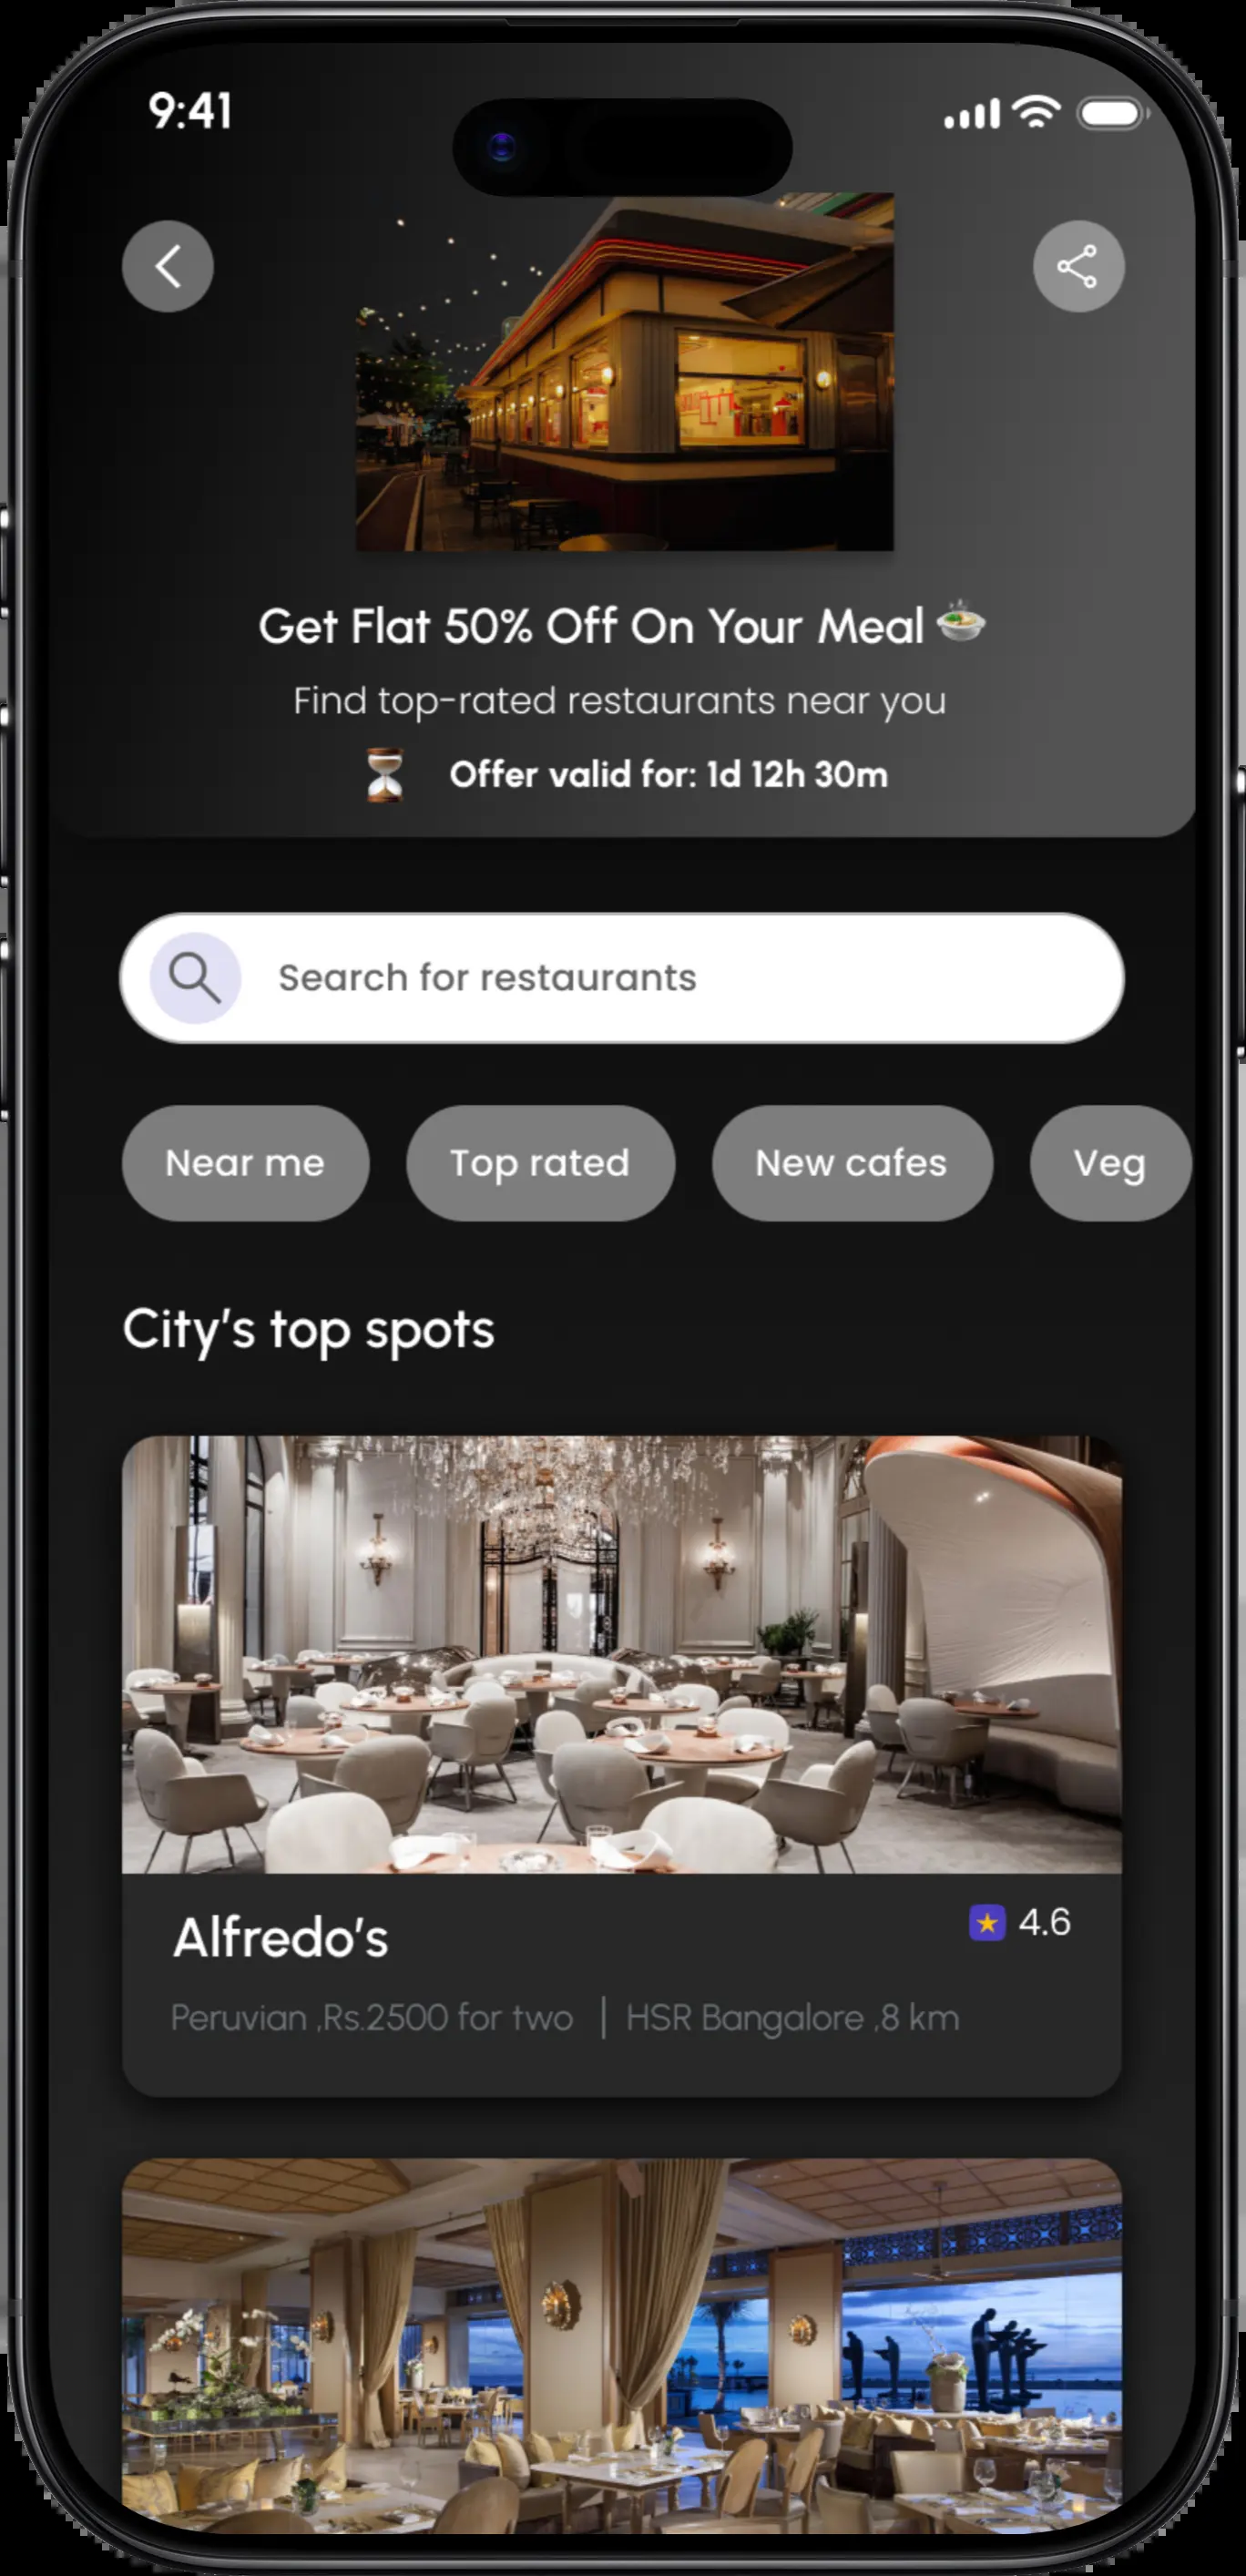 9:41
Get Flat 50% Off On Your Meal 🍲
Find top-rated restaurants near you
⏳ Offer valid for: 1d 12h 30m
Search for restaurants
Near me
Top rated
New cafes
Veg
City's top spots
Alfredo's
4.6
Peruvian ,Rs.2500 for two | HSR Bangalore ,8 km